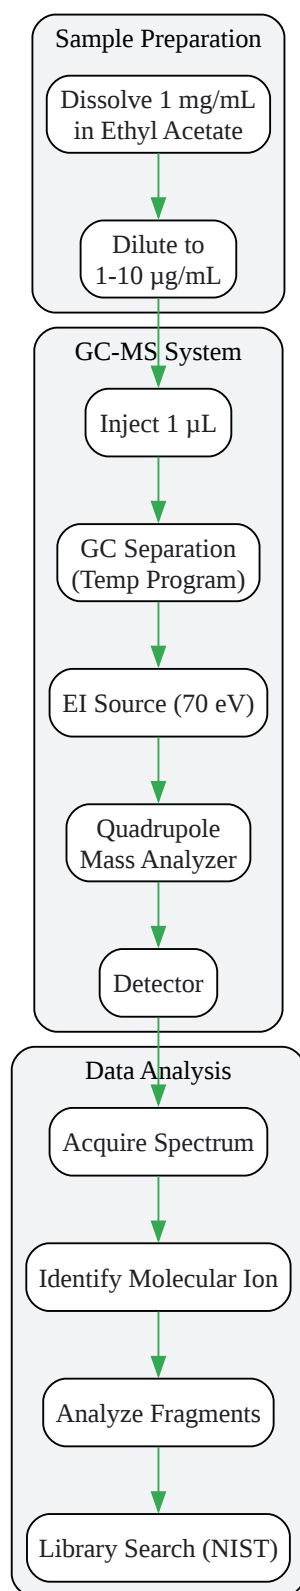 Sample Preparation
Dissolve 1 mg/mL
in Ethyl Acetate
Dilute to
1-10 µg/mL
GC-MS System
Inject 1 µL
GC Separation
(Temp Program)
EI Source (70 eV)
Quadrupole
Mass Analyzer
Detector
Data Analysis
Acquire Spectrum
Identify Molecular Ion
Analyze Fragments
Library Search (NIST)